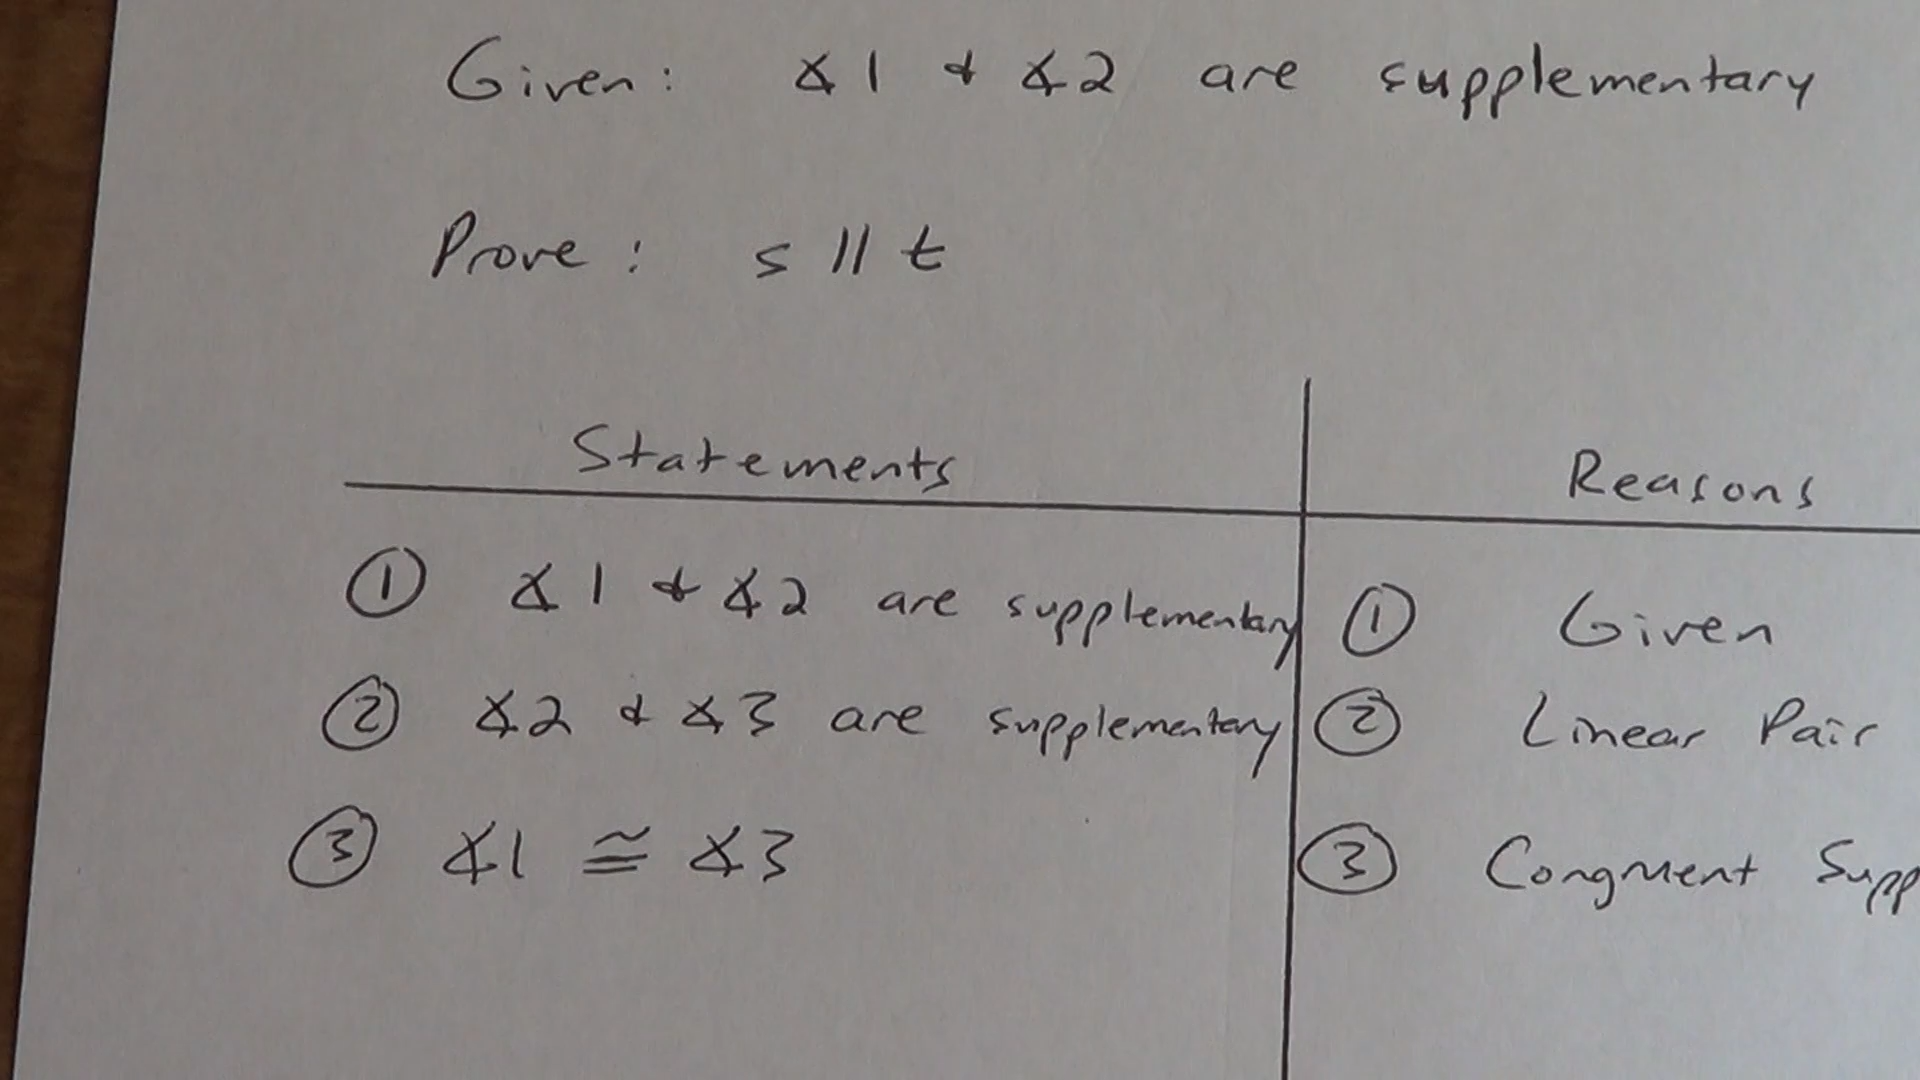 Given: ∡1 & ∡2 are supplementary
Prove: s || t
Statements Reasons
① ∡1 & ∡2 are supplementary ① Given
② ∡2 & ∡3 are supplementary ② Linear Pair
③ ∡1 ≅ ∡3 ③ Congruent Supp